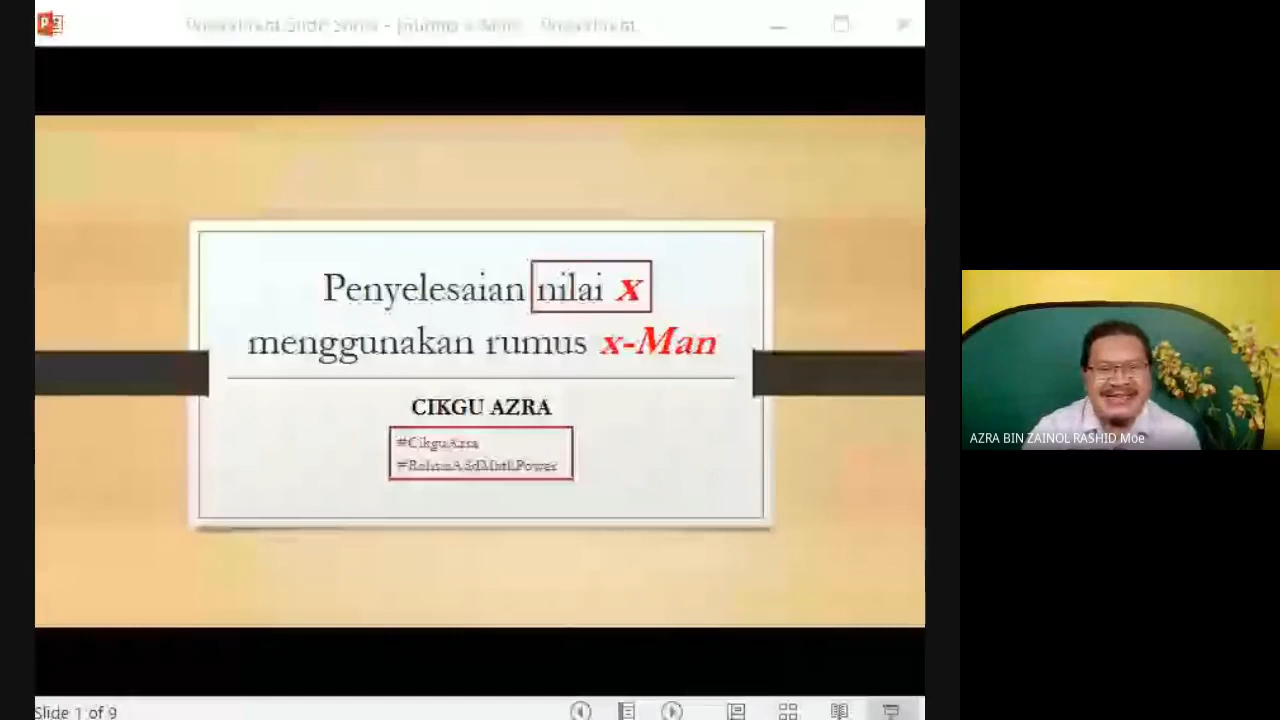 Penyelesaian nilai x
menggunakan rumus x-Man
CIKGU AZRA
#CikguAzra
Slide 1 of 9
AZRA BIN ZAINOL RASHID Moe